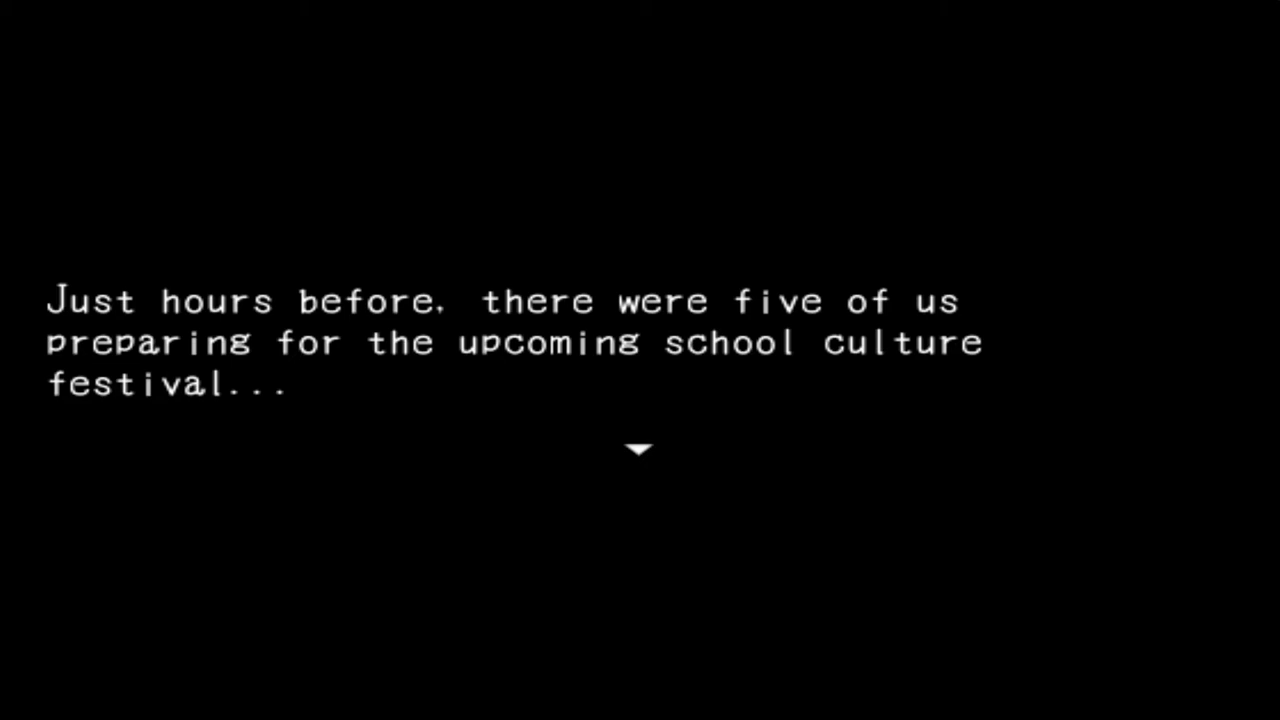 Just hours before, there were five of us
preparing for the upcoming school culture
festival...